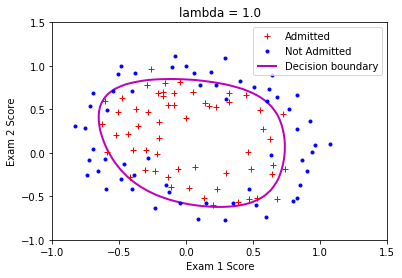 lambda = 1.0
Admitted
Not Admitted
Decision boundary
1.5
1.0
0.5
0.0
−0.5
−1.0
Exam 2 Score
−1.0 −0.5 0.0 0.5 1.0 1.5
Exam 1 Score